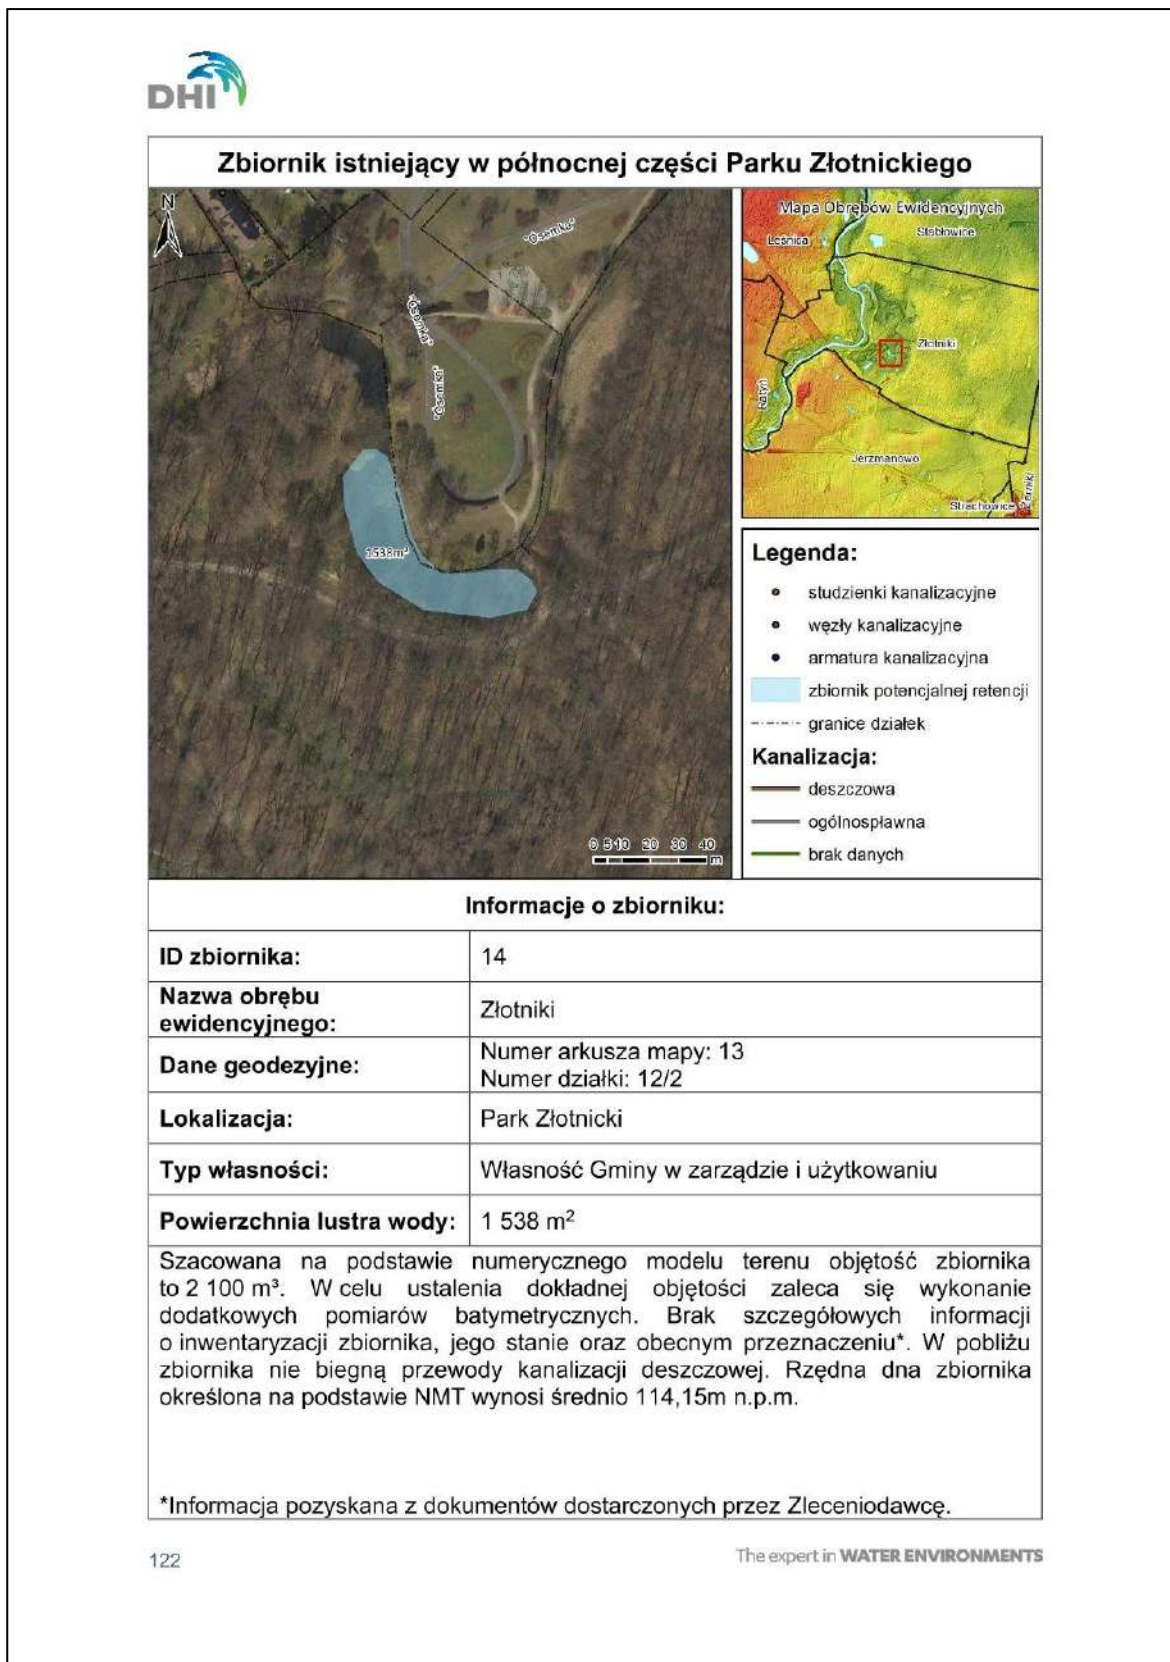 DHI
Zbiornik istniejący w północnej części Parku Złotnickiego
N
"Ósemka"
"Ósemka"
"Ósemka"
1538m²
0 5 10 20 30 40
m
Mapa Obrębów Ewidencyjnych
Leśnica
Stabłowice
Złotniki
Ratyń
Jerzmanowo
Strachowice
Żerniki
Legenda:
studzienki kanalizacyjne
węzły kanalizacyjne
armatura kanalizacyjna
zbiornik potencjalnej retencji
granice działek
Kanalizacja:
deszczowa
ogólnospławna
brak danych
Informacje o zbiorniku:
ID zbiornika:
14
Nazwa obrębu
ewidencyjnego:
Złotniki
Dane geodezyjne:
Numer arkusza mapy: 13
Numer działki: 12/2
Lokalizacja:
Park Złotnicki
Typ własności:
Własność Gminy w zarządzie i użytkowaniu
Powierzchnia lustra wody:
1 538 m²
Szacowana na podstawie numerycznego modelu terenu objętość zbiornika
to 2 100 m³. W celu ustalenia dokładnej objętości zaleca się wykonanie
dodatkowych pomiarów batymetrycznych. Brak szczegółowych informacji
o inwentaryzacji zbiornika, jego stanie oraz obecnym przeznaczeniu*. W pobliżu
zbiornika nie biegną przewody kanalizacji deszczowej. Rzędna dna zbiornika
określona na podstawie NMT wynosi średnio 114,15m n.p.m.
*Informacja pozyskana z dokumentów dostarczonych przez Zleceniodawcę.
122
The expert in WATER ENVIRONMENTS